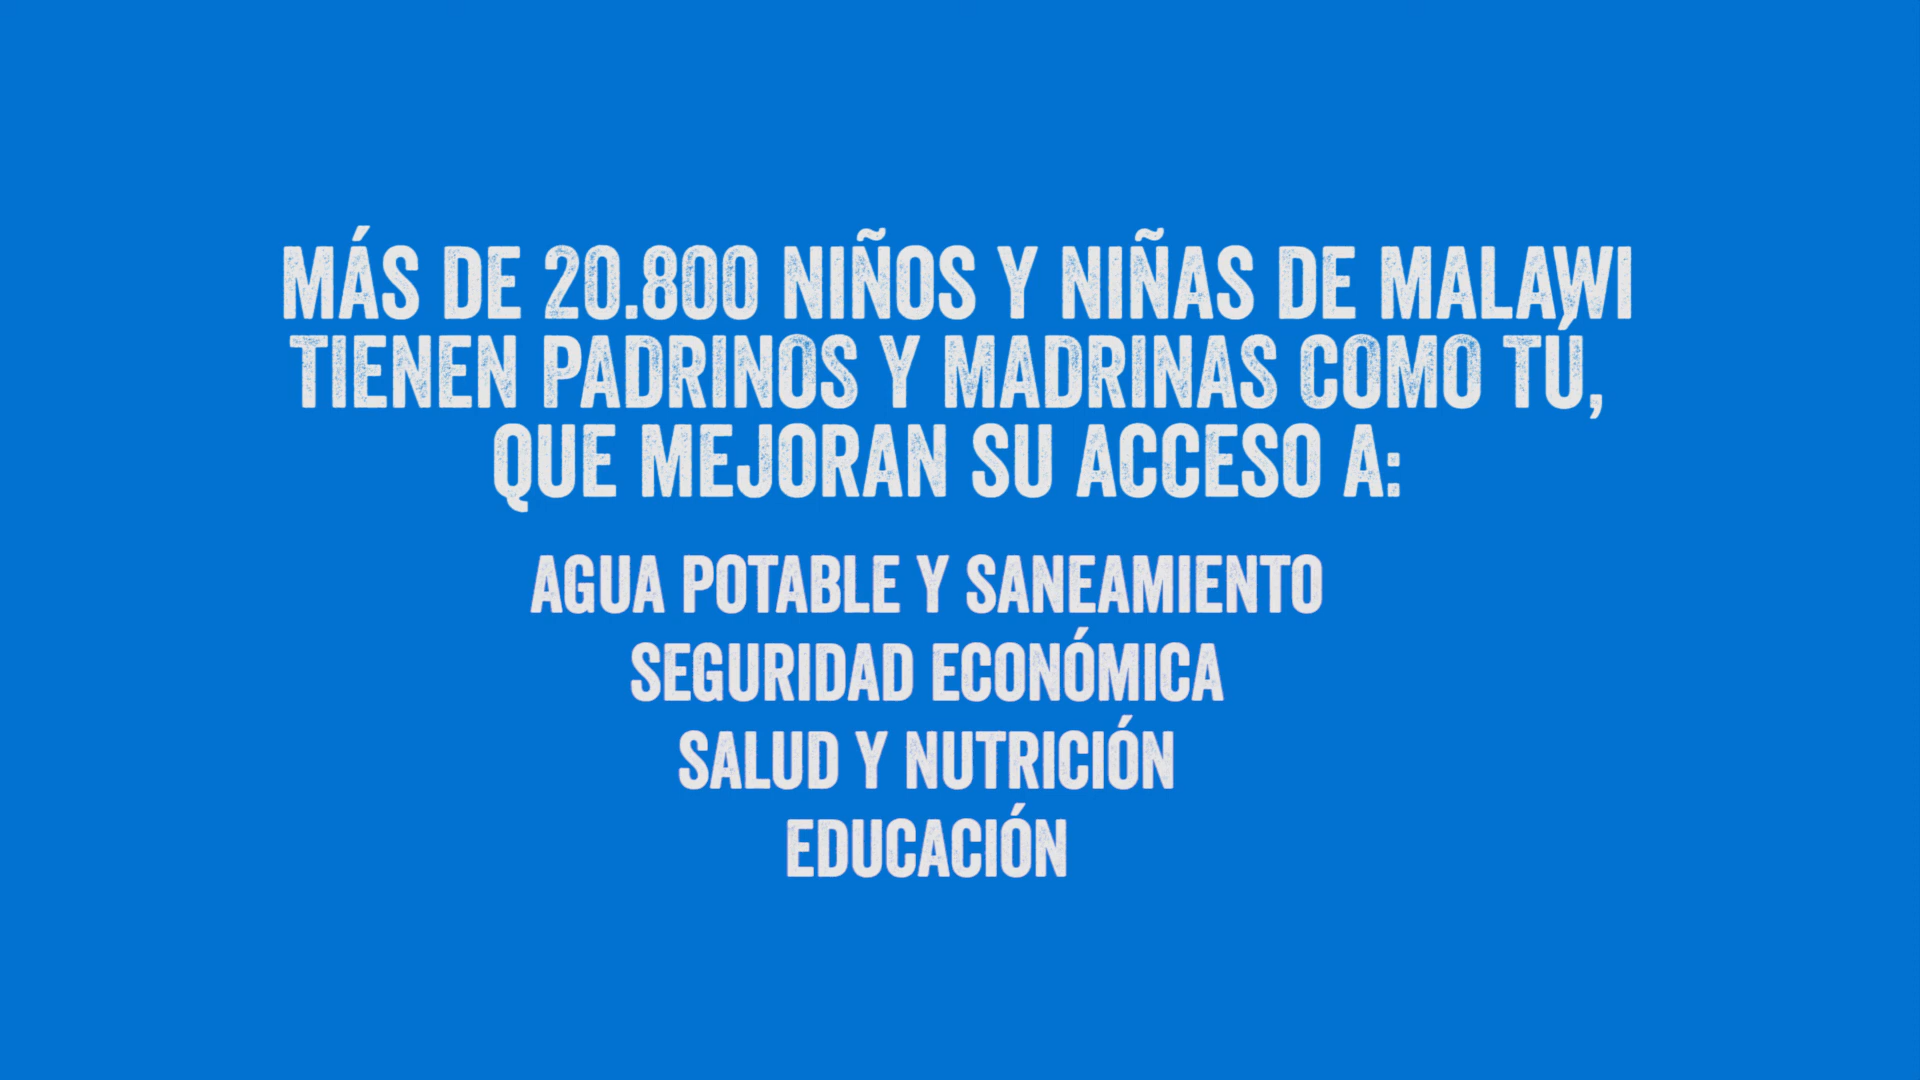 MÁS DE 20.800 NIÑOS Y NIÑAS DE MALAWI
TIENEN PADRINOS Y MADRINAS COMO TÚ,
QUE MEJORAN SU ACCESO A:
AGUA POTABLE Y SANEAMIENTO
SEGURIDAD ECONÓMICA
SALUD Y NUTRICIÓN
EDUCACIÓN